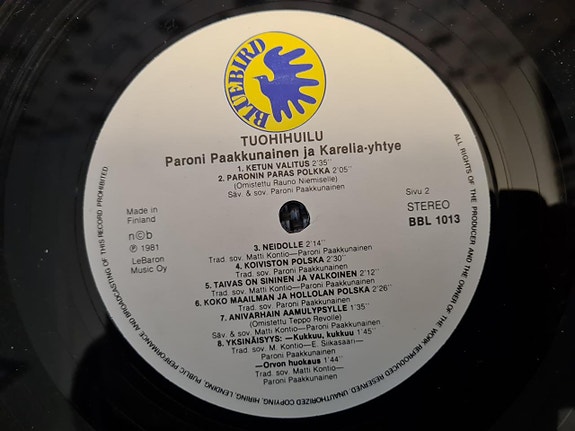 BLUEBIRD
TUOHIHUILU
Paroni Paakkunainen ja Karelia-yhtye
1. KETUN VALITUS 2'35"
2. PARONIN PARAS POLKKA 2'05"
(Omistettu Rauno Niemiselle)
Säv. & sov. Paroni Paakkunainen
Made in
Finland
n©b
℗ 1981
LeBaron
Music Oy
Sivu 2
STEREO
BBL 1013
3. NEIDOLLE 2'14"
Trad. sov. Matti Kontio—Paroni Paakkunainen
4. KOIVISTON POLSKA 2'30"
Trad. sov. Paroni Paakkunainen
5. TAIVAS ON SININEN JA VALKOINEN 2'12"
Trad. sov. Matti Kontio—Paroni Paakkunainen
6. KOKO MAAILMAN JA HOLLOLAN POLSKA 2'26"
Trad. sov. Paroni Paakkunainen
7. ANIVARHAIN AAMULYPSYLLE 1'35"
(Omistettu Teppo Revolle)
Säv. & sov. Matti Kontio—Paroni Paakkunainen
8. YKSINÄISYYS: —Kukkuu, kukkuu 1'45"
Trad. sov. M. Kontio—E. Siikasaari—
Paroni Paakkunainen
—Orvon huokaus 1'44"
Trad. sov. Matti Kontio—
Paroni Paakkunainen
ALL RIGHTS OF THE PRODUCER AND THE OWNER OF THE WORK REPRODUCED RESERVED. UNAUTHORIZED COPYING, HIRING, LENDING, PUBLIC PERFORMANCE AND BROADCASTING OF THIS RECORD PROHIBITED